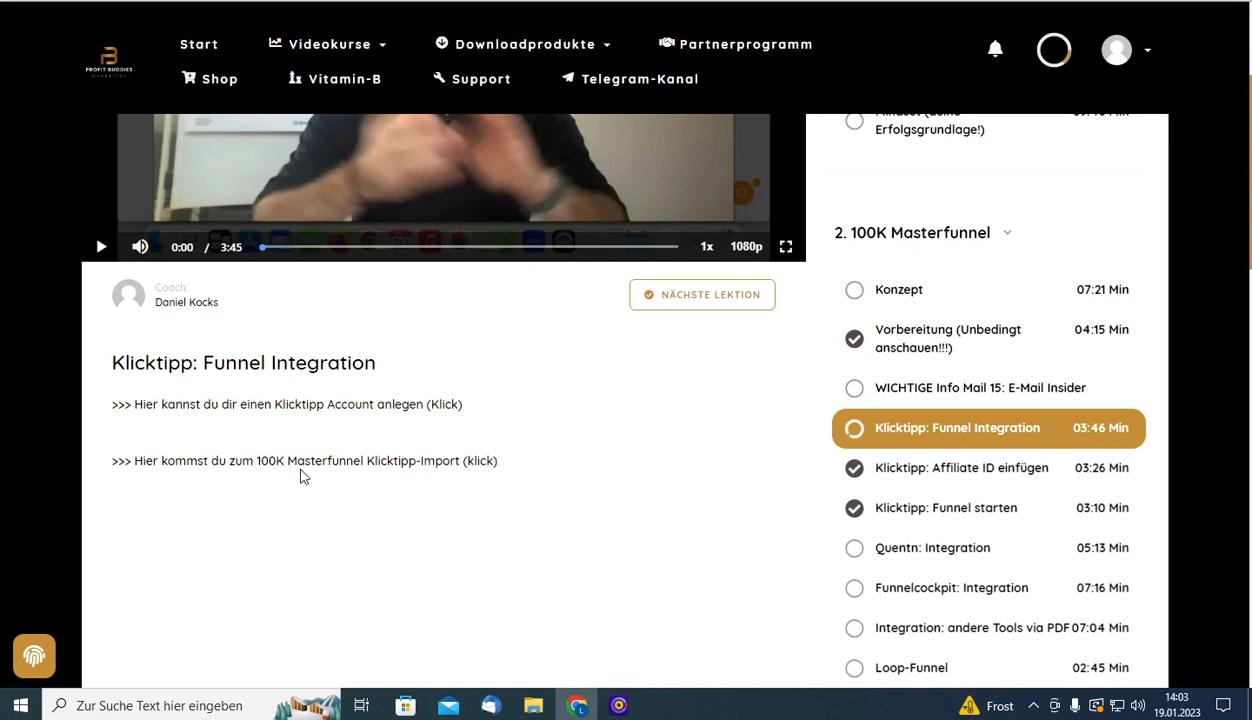 Start
Videokurse
Downloadprodukte
Partnerprogramm
PROFIT BUDDIES
MARKETING
Shop
Vitamin-B
Support
Telegram-Kanal
Erfolgsgrundlage!)
0:00 / 3:45
1x
1080p
2. 100K Masterfunnel
Coach:
Daniel Kocks
NÄCHSTE LEKTION
Klicktipp: Funnel Integration
>>> Hier kannst du dir einen Klicktipp Account anlegen (Klick)
>>> Hier kommst du zum 100K Masterfunnel Klicktipp-Import (klick)
Konzept 07:21 Min
Vorbereitung (Unbedingt 04:15 Min
anschauen!!!)
WICHTIGE Info Mail 15: E-Mail Insider
Klicktipp: Funnel Integration 03:46 Min
Klicktipp: Affiliate ID einfügen 03:26 Min
Klicktipp: Funnel starten 03:10 Min
Quentn: Integration 05:13 Min
Funnelcockpit: Integration 07:16 Min
Integration: andere Tools via PDF 07:04 Min
Loop-Funnel 02:45 Min
Zur Suche Text hier eingeben
Frost
14:03
19.01.2023